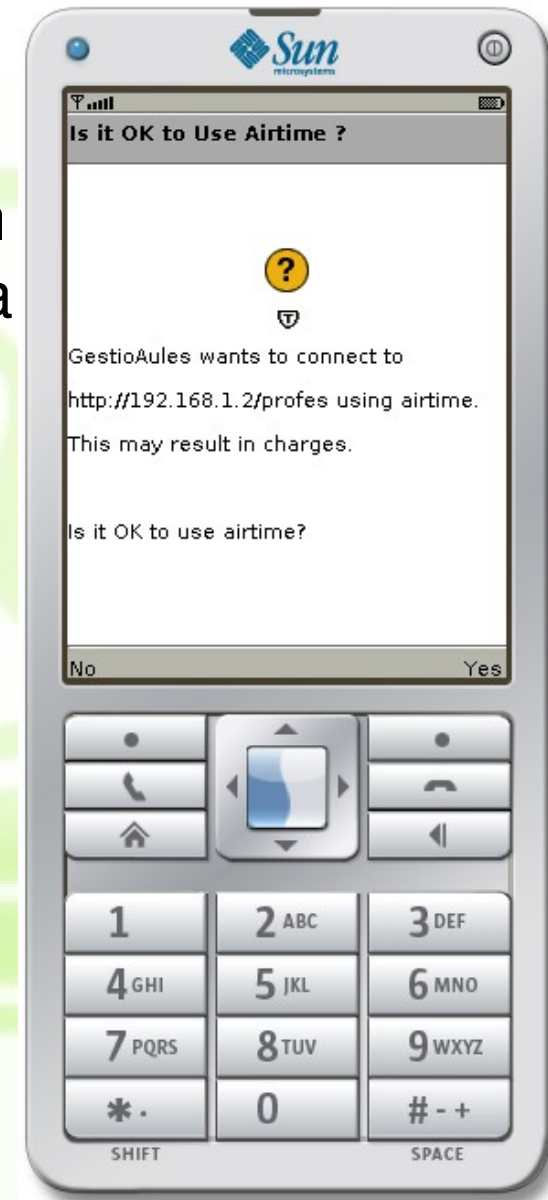 Sun
microsystems
Is it OK to Use Airtime ?
?
T
GestioAules wants to connect to
http://192.168.1.2/profes using airtime.
This may result in charges.
Is it OK to use airtime?
No Yes
1 2 ABC 3 DEF
4 GHI 5 JKL 6 MNO
7 PQRS 8 TUV 9 WXYZ
* . 0 # - +
SHIFT SPACE
a